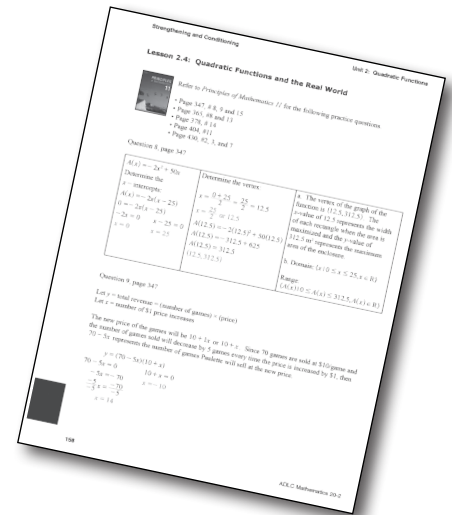 Strengthening and Conditioning
Unit 2: Quadratic Functions
Lesson 2.4: Quadratic Functions and the Real World
Refer to Principles of Mathematics 11 for the following practice questions
• Page 347, #8, 9 and 15
• Page 365, #8 and 13
• Page 379, #14
• Page 404, #11
• Page 430, #2, 3, and 7
Question 8, page 347
A(x) = − 2x² + 50x
Determine the
x − intercepts:
A(x) = − 2x(x − 25)
0 = − 2x(x − 25)
−2x = 0 x − 25 = 0
x = 0 x = 25
Determine the vertex
x = 0 + 25 / 2 = 25 / 2 = 12.5
x = 25 / 2 or 12.5
A(12.5) = −2(12.5)² + 50(12.5)
A(12.5) = − 312.5 + 625
A(12.5) = 312.5
(12.5, 312.5)
a. The vertex of the graph of the
function is (12.5, 312.5). The
x-value of 12.5 represents the width
of each rectangle when the area is
maximized and the y-value of
312.5 m² represents the maximum
area of the enclosure.
b. Domain: {x | 0 ≤ x ≤ 25, x ∈ R}
Range:
{A(x) | 0 ≤ A(x) ≤ 312.5, A(x) ∈ R}
Question 9, page 347
Let y = total revenue = (number of games) × (price)
Let x = number of $1 price increases
The new price of the games will be 10 + 1x or 10 + x. Since 70 games are sold at $10/game and
the number of games sold will decrease by 5 games every time the price is increased by $1, then
70 − 5x represents the number of games Paulette will sell at the new price.
y = (70 − 5x)(10 + x)
70 − 5x = 0 10 + x = 0
− 5x = − 70 x = − 10
−5 / −5 x = −70 / −5
x = 14
158
ADLC Mathematics 20-2